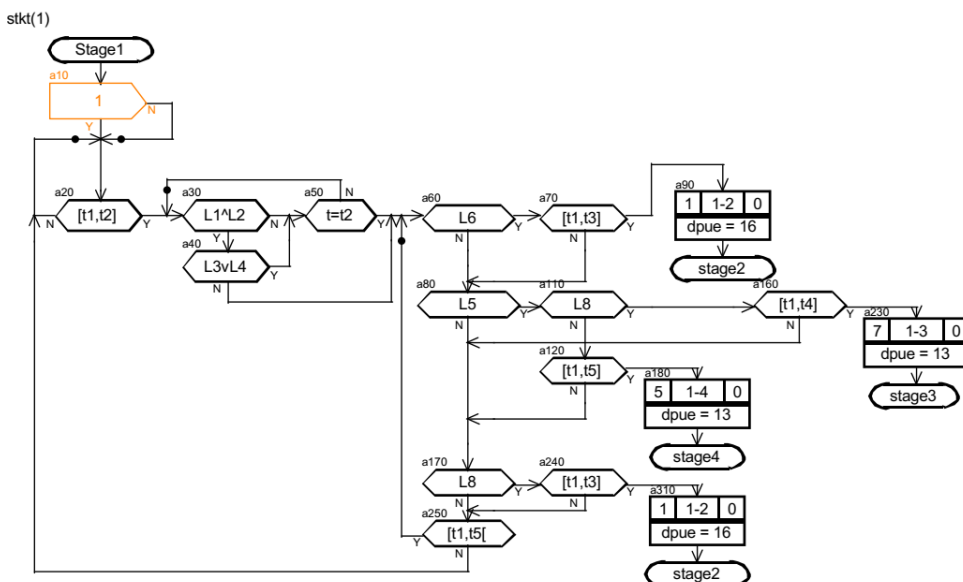 stkt(1)
Stage1
a10
1
N
Y
a20
[t1,t2]
N
Y
a30
L1^L2
N
Y
a40
L3vL4
Y
N
a50
N
t=t2
Y
a60
L6
Y
N
a70
[t1,t3]
Y
N
a90
1 1-2 0
dpue = 16
stage2
a80
L5
Y
N
a110
L8
Y
N
a160
[t1,t4]
Y
N
a230
7 1-3 0
dpue = 13
stage3
a120
[t1,t5]
Y
N
a180
5 1-4 0
dpue = 13
stage4
a170
L8
Y
N
a240
[t1,t3]
Y
N
a310
1 1-2 0
dpue = 16
stage2
a250
[t1,t5[
Y
N